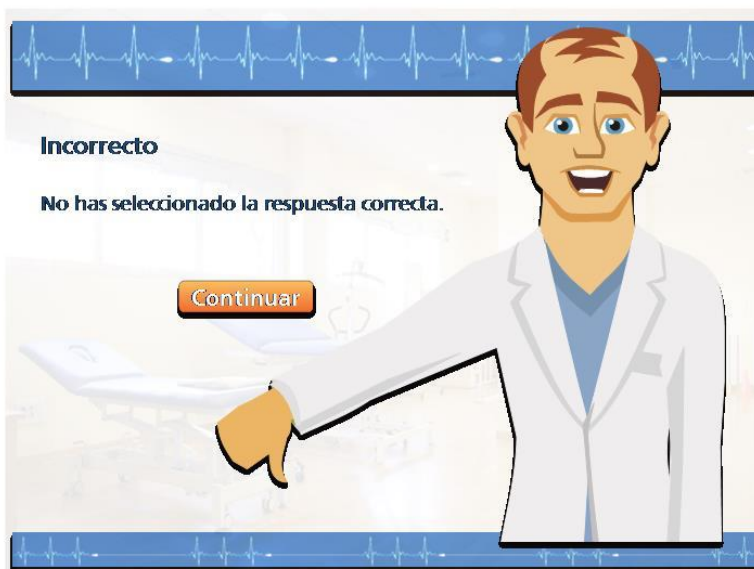 Incorrecto
No has seleccionado la respuesta correcta.
Continuar